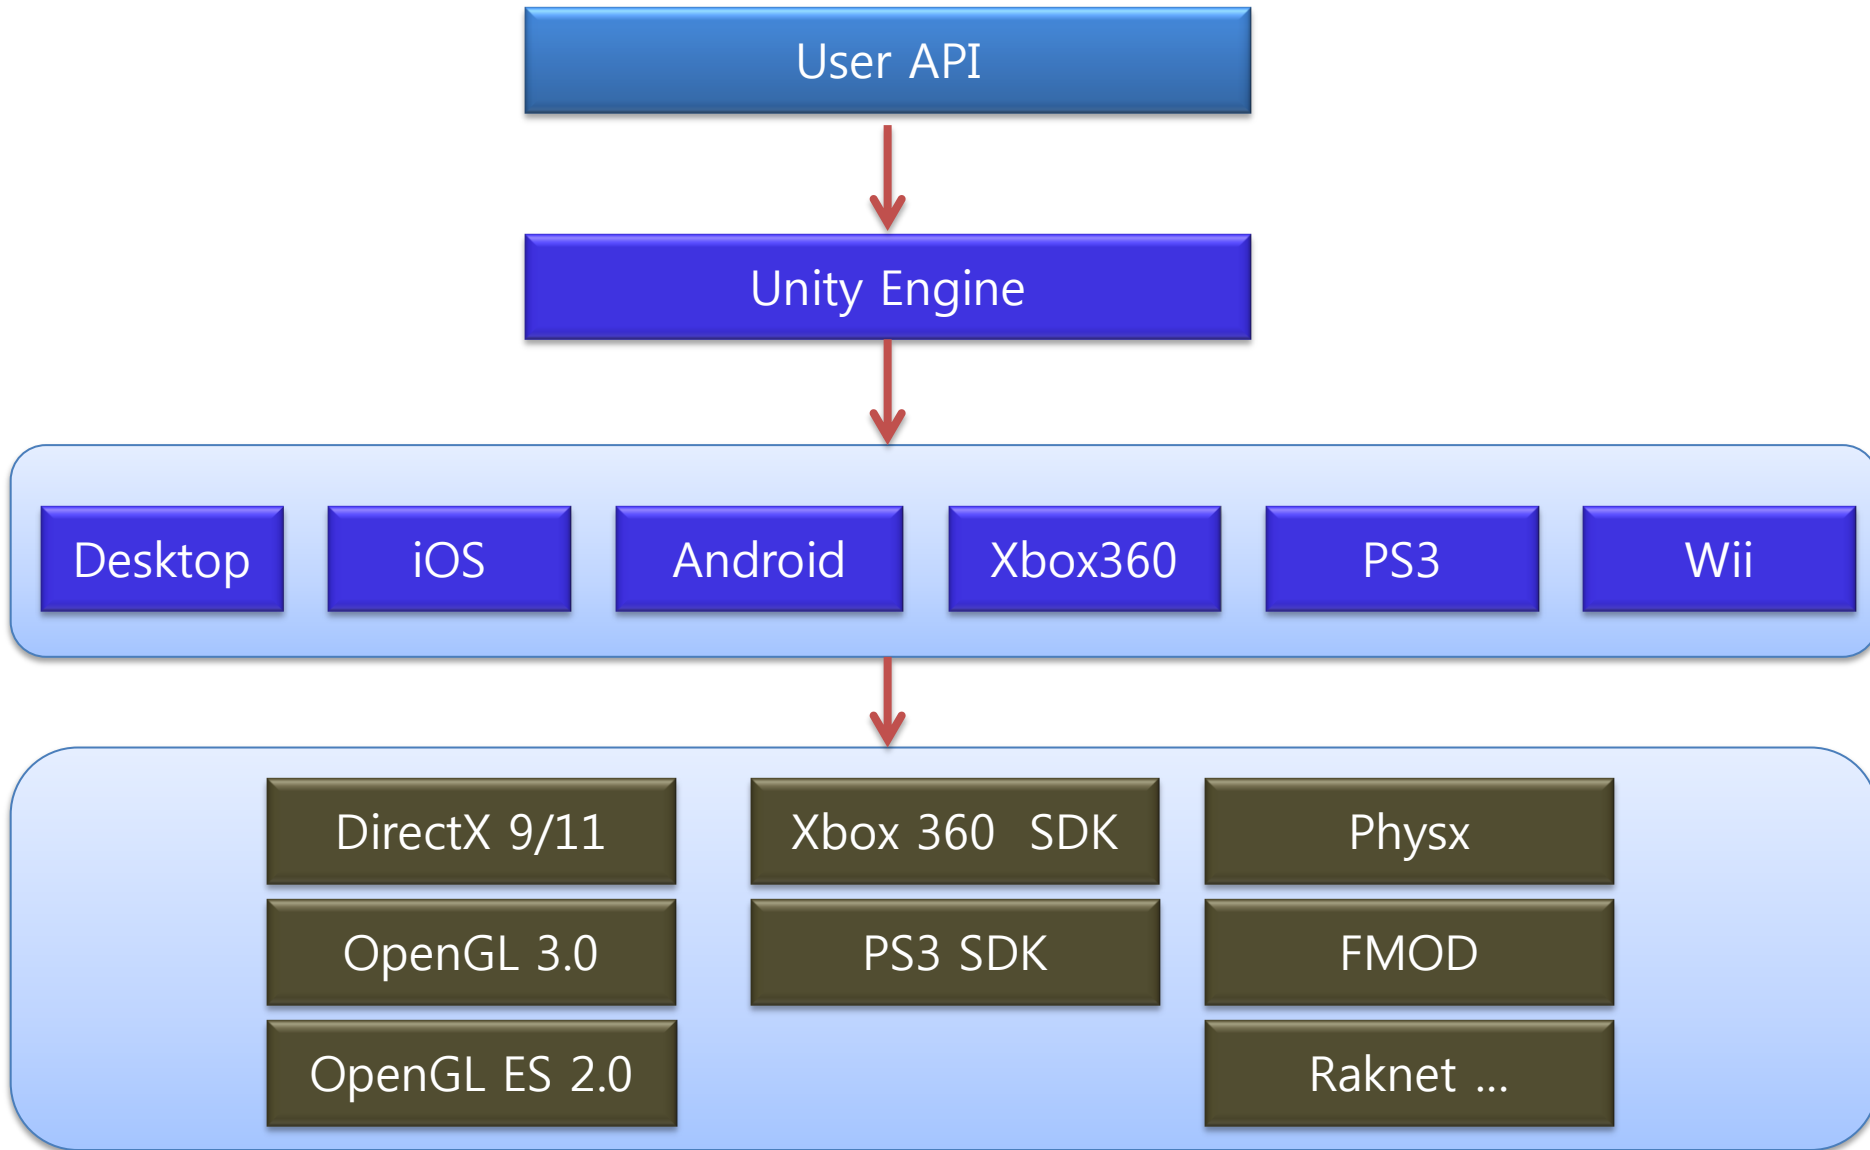 User API
Unity Engine
Desktop
iOS
Android
Xbox360
PS3
Wii
DirectX 9/11
Xbox 360 SDK
Physx
OpenGL 3.0
PS3 SDK
FMOD
OpenGL ES 2.0
Raknet ...